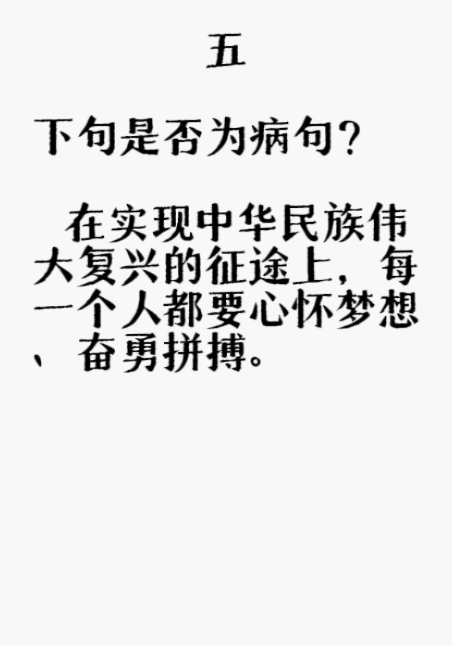 五
下句是否为病句？
在实现中华民族伟
大复兴的征途上，每
一个人都要心怀梦想
、奋勇拼搏。